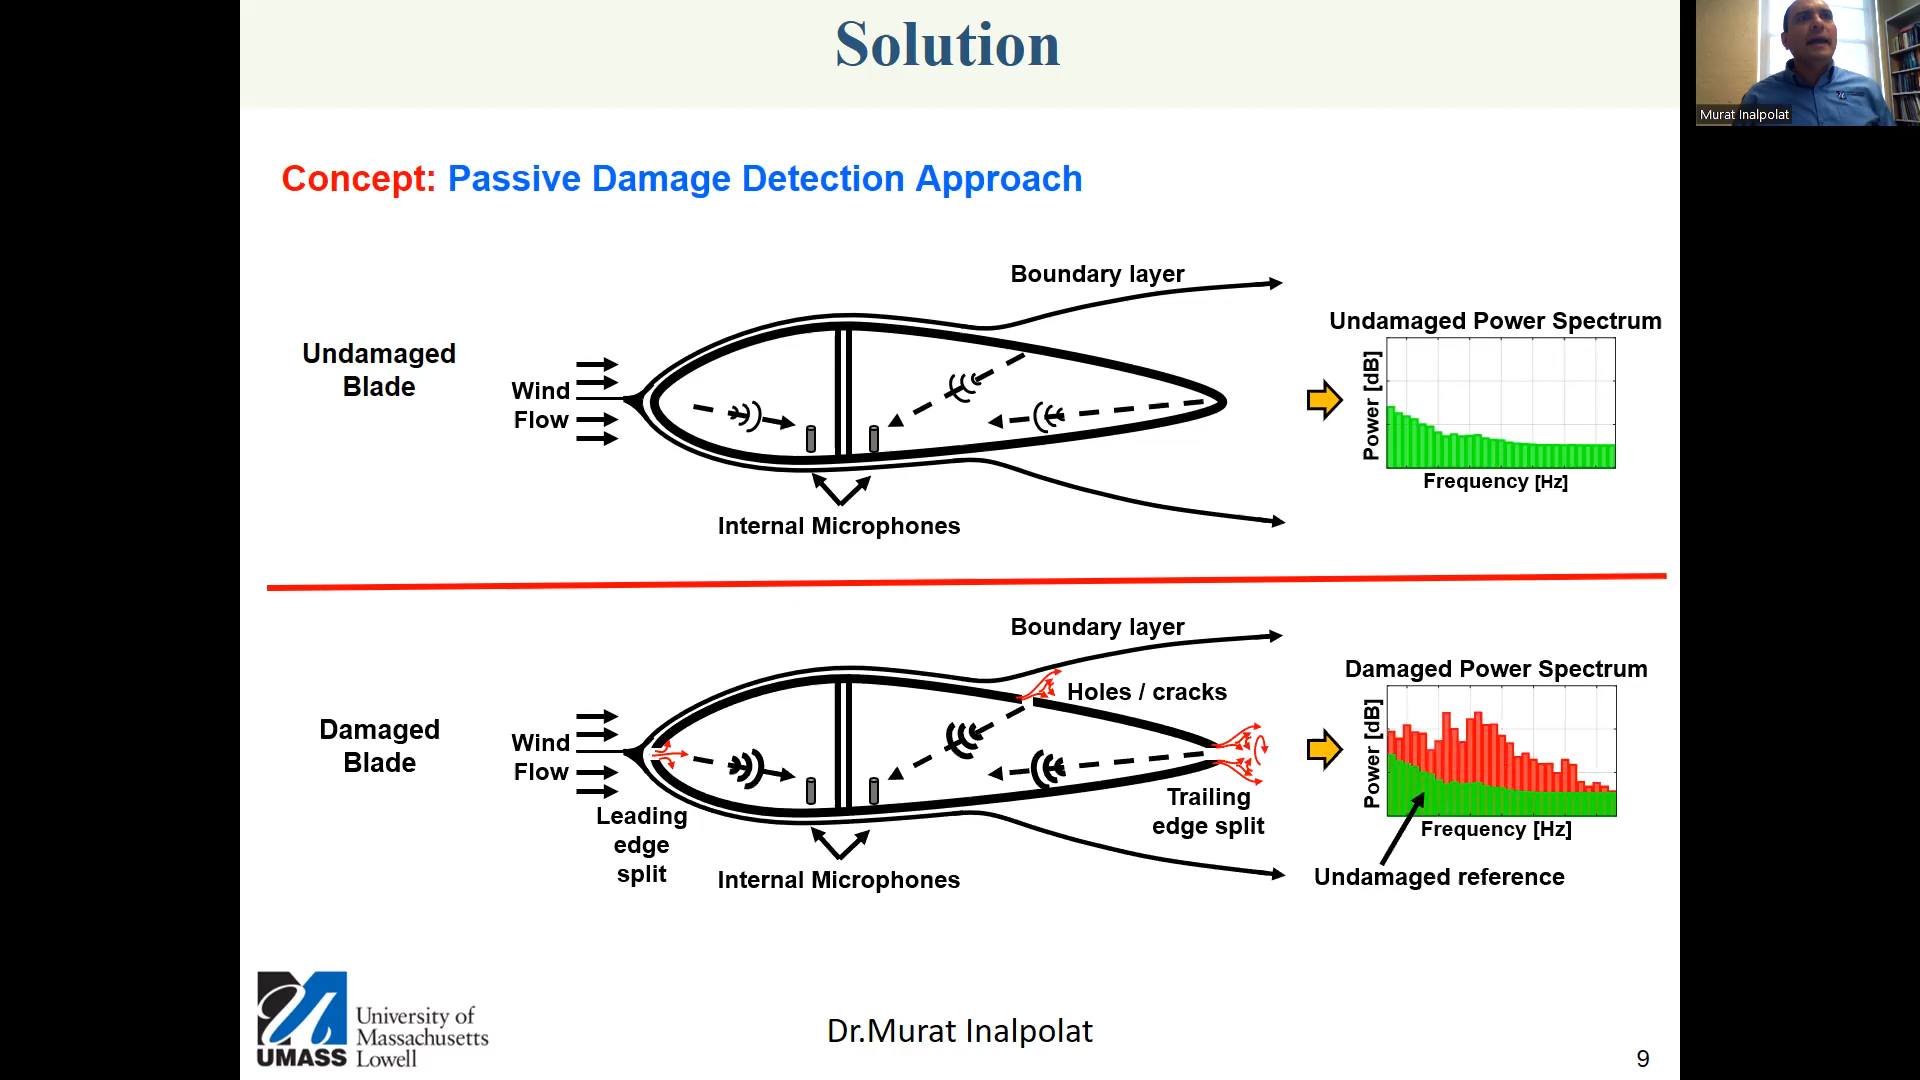 Solution
Murat Inalpolat
Concept: Passive Damage Detection Approach
Boundary layer
Undamaged Power Spectrum
Undamaged
Blade
Wind
Flow
Power [dB]
Frequency [Hz]
Internal Microphones
Boundary layer
Damaged Power Spectrum
Holes / cracks
Damaged
Blade
Wind
Flow
Power [dB]
Leading
edge
split
Trailing
edge split
Frequency [Hz]
Internal Microphones
Undamaged reference
University of
Massachusetts
Lowell
UMASS
Dr.Murat Inalpolat
9